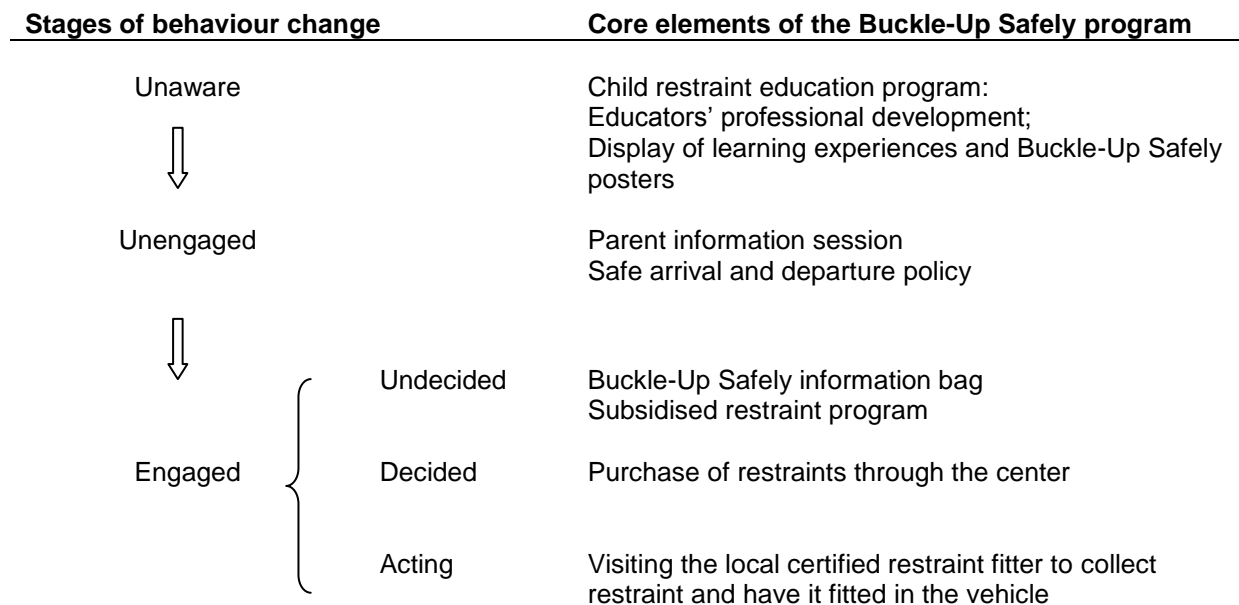 Stages of behaviour change Core elements of the Buckle-Up Safely program
Unaware Child restraint education program:
Educators' professional development;
Display of learning experiences and Buckle-Up Safely
posters
Unengaged Parent information session
Safe arrival and departure policy
Undecided Buckle-Up Safely information bag
Subsidised restraint program
Engaged Decided Purchase of restraints through the center
Acting Visiting the local certified restraint fitter to collect
restraint and have it fitted in the vehicle